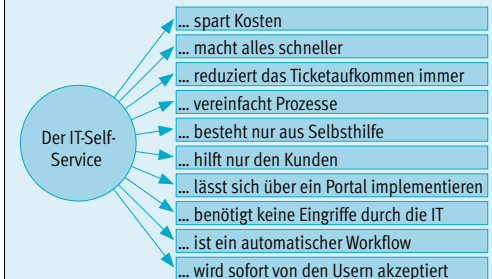 Der IT-Self-
Service
... spart Kosten
... macht alles schneller
... reduziert das Ticketaufkommen immer
... vereinfacht Prozesse
... besteht nur aus Selbsthilfe
... hilft nur den Kunden
... lässt sich über ein Portal implementieren
... benötigt keine Eingriffe durch die IT
... ist ein automatischer Workflow
... wird sofort von den Usern akzeptiert